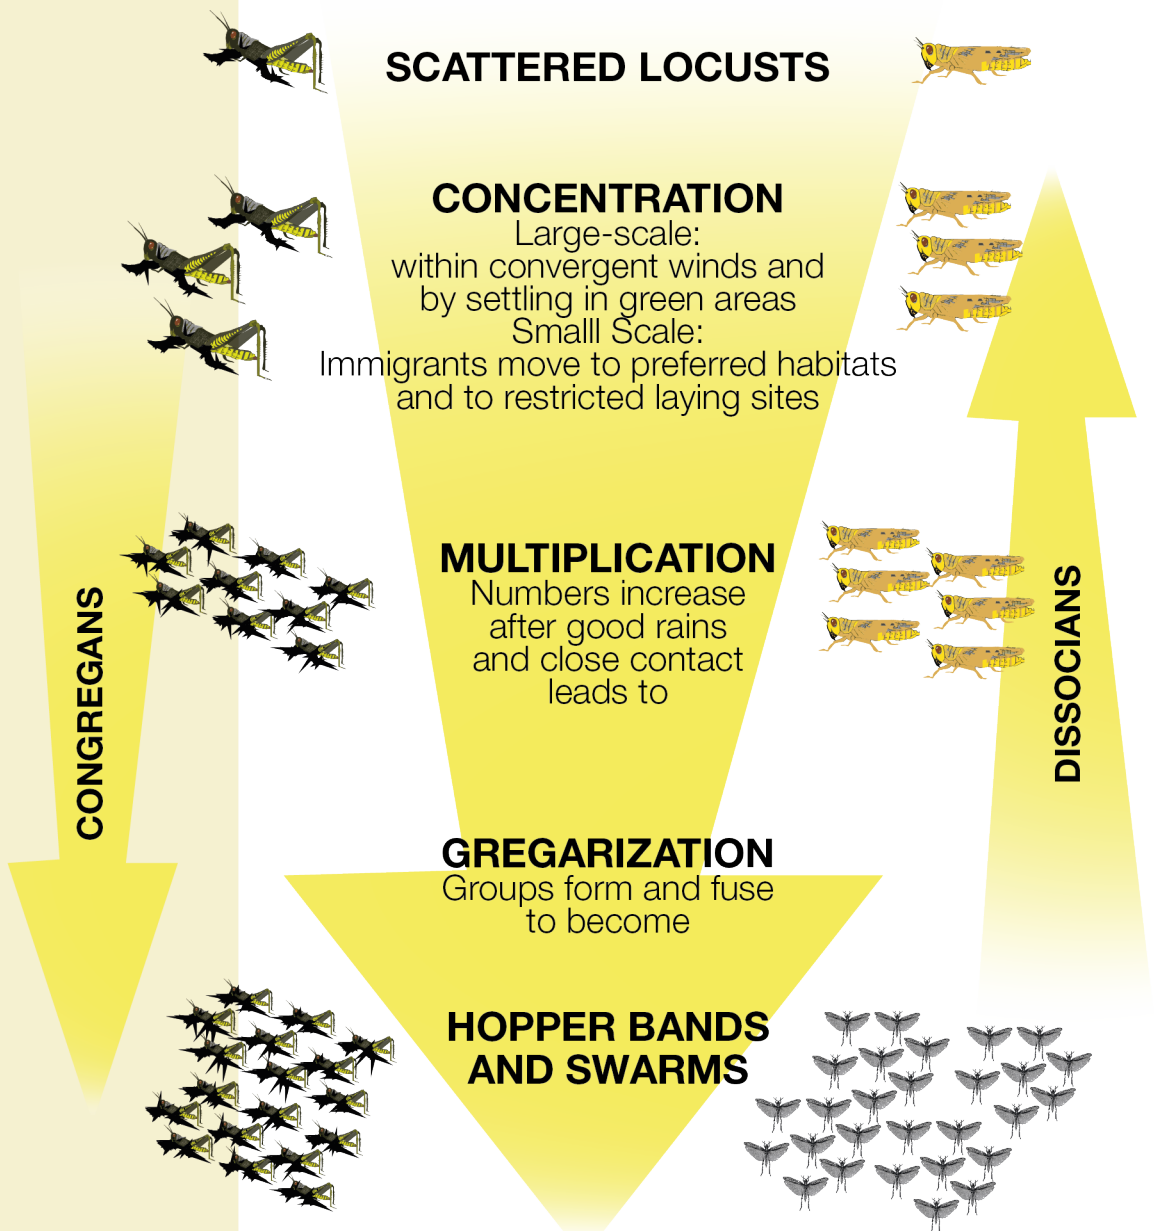 SCATTERED LOCUSTS
CONCENTRATION
Large-scale:
within convergent winds and
by settling in green areas
Smalll Scale:
Immigrants move to preferred habitats
and to restricted laying sites
MULTIPLICATION
Numbers increase
after good rains
and close contact
leads to
CONGREGANS
DISSOCIANS
GREGARIZATION
Groups form and fuse
to become
HOPPER BANDS
AND SWARMS